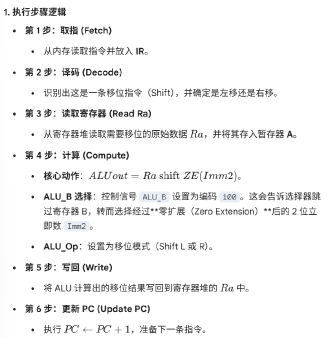 1. 执行步骤逻辑
• 第 1 步：取指 (Fetch)
• 从内存读取指令并放入 IR。
• 第 2 步：译码 (Decode)
• 识别出这是一条移位指令（Shift），并确定是左移还是右移。
• 第 3 步：读取寄存器 (Read Ra)
• 从寄存器堆读取需要移位的原始数据 Ra，并将其存入暂存器 A。
• 第 4 步：计算 (Compute)
• 核心动作：ALUout = Ra shift ZE(Imm2)。
• ALU_B 选择：控制信号 ALU_B 设置为编码 100 。这会告诉选择器跳
过寄存器 B，转而选择经过**零扩展（Zero Extension）**后的 2 位立
即数 Imm2 。
• ALU_Op：设置为移位模式（Shift L 或 R）。
• 第 5 步：写回 (Write)
• 将 ALU 计算出的移位结果写回到寄存器堆的 Ra 中。
• 第 6 步：更新 PC (Update PC)
• 执行 PC ← PC + 1，准备下一条指令。